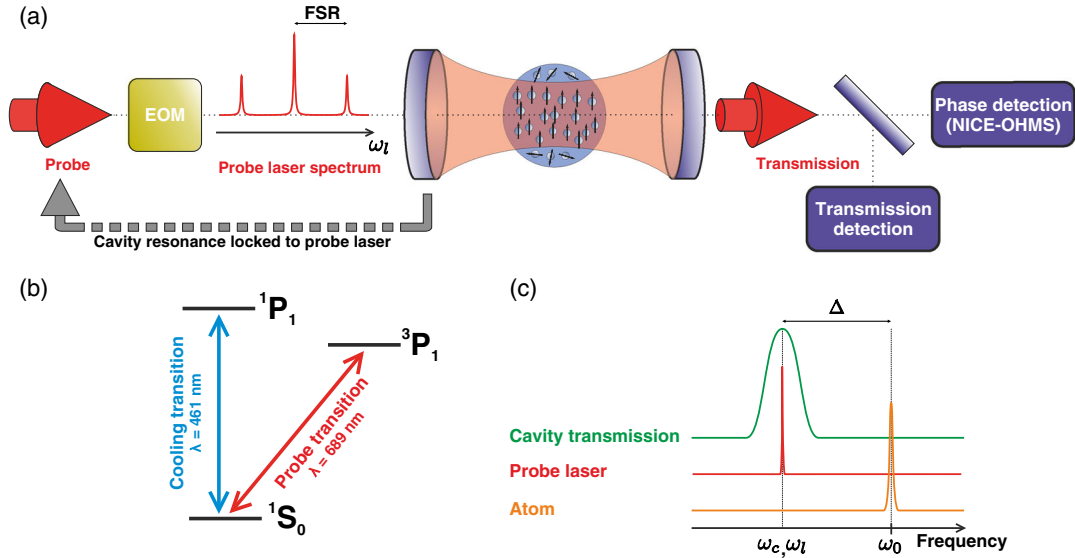 (a)
FSR
EOM
Probe
ω_l
Probe laser spectrum
Cavity resonance locked to probe laser
Transmission
Phase detection
(NICE-OHMS)
Transmission
detection
(b)
¹P₁
³P₁
Cooling transition
λ = 461 nm
Probe transition
λ = 689 nm
¹S₀
(c)
Δ
Cavity transmission
Probe laser
Atom
ω_c,ω_l
ω₀
Frequency